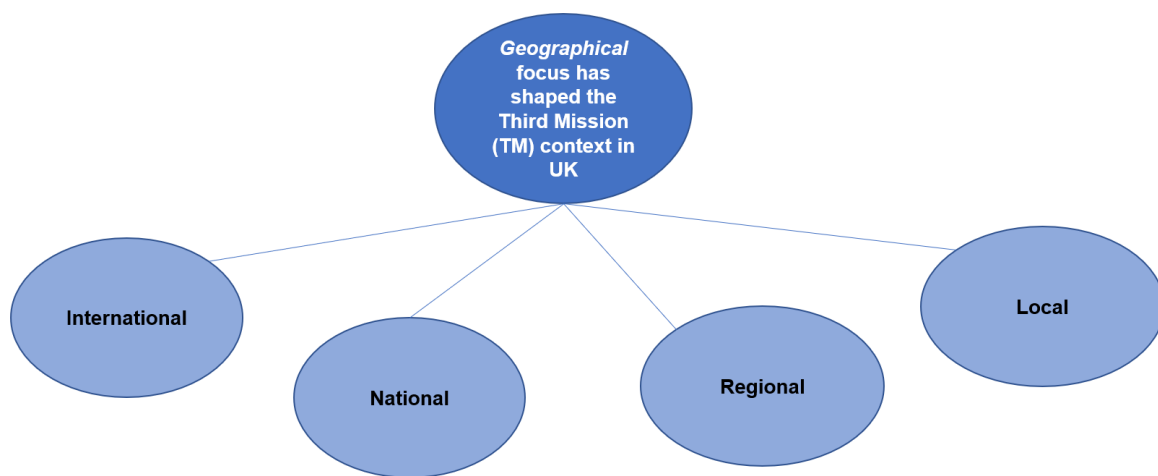 Geographical
focus has
shaped the
Third Mission
(TM) context in
UK
International
National
Regional
Local